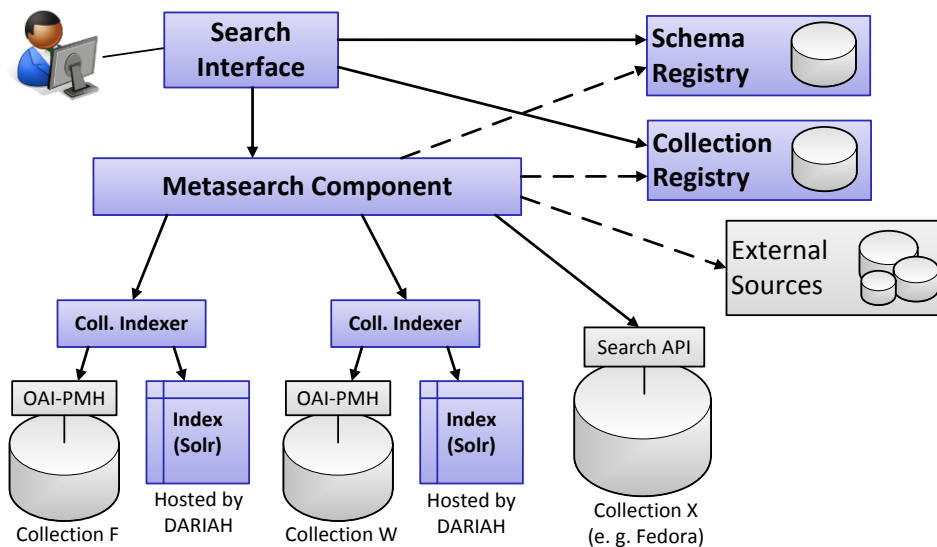 Search
Interface
Schema
Registry
Collection
Registry
Metasearch Component
External
Sources
Coll. Indexer
Coll. Indexer
Search API
OAI-PMH
Index
(Solr)
OAI-PMH
Index
(Solr)
Hosted by
DARIAH
Collection F
Hosted by
DARIAH
Collection W
Collection X
(e. g. Fedora)